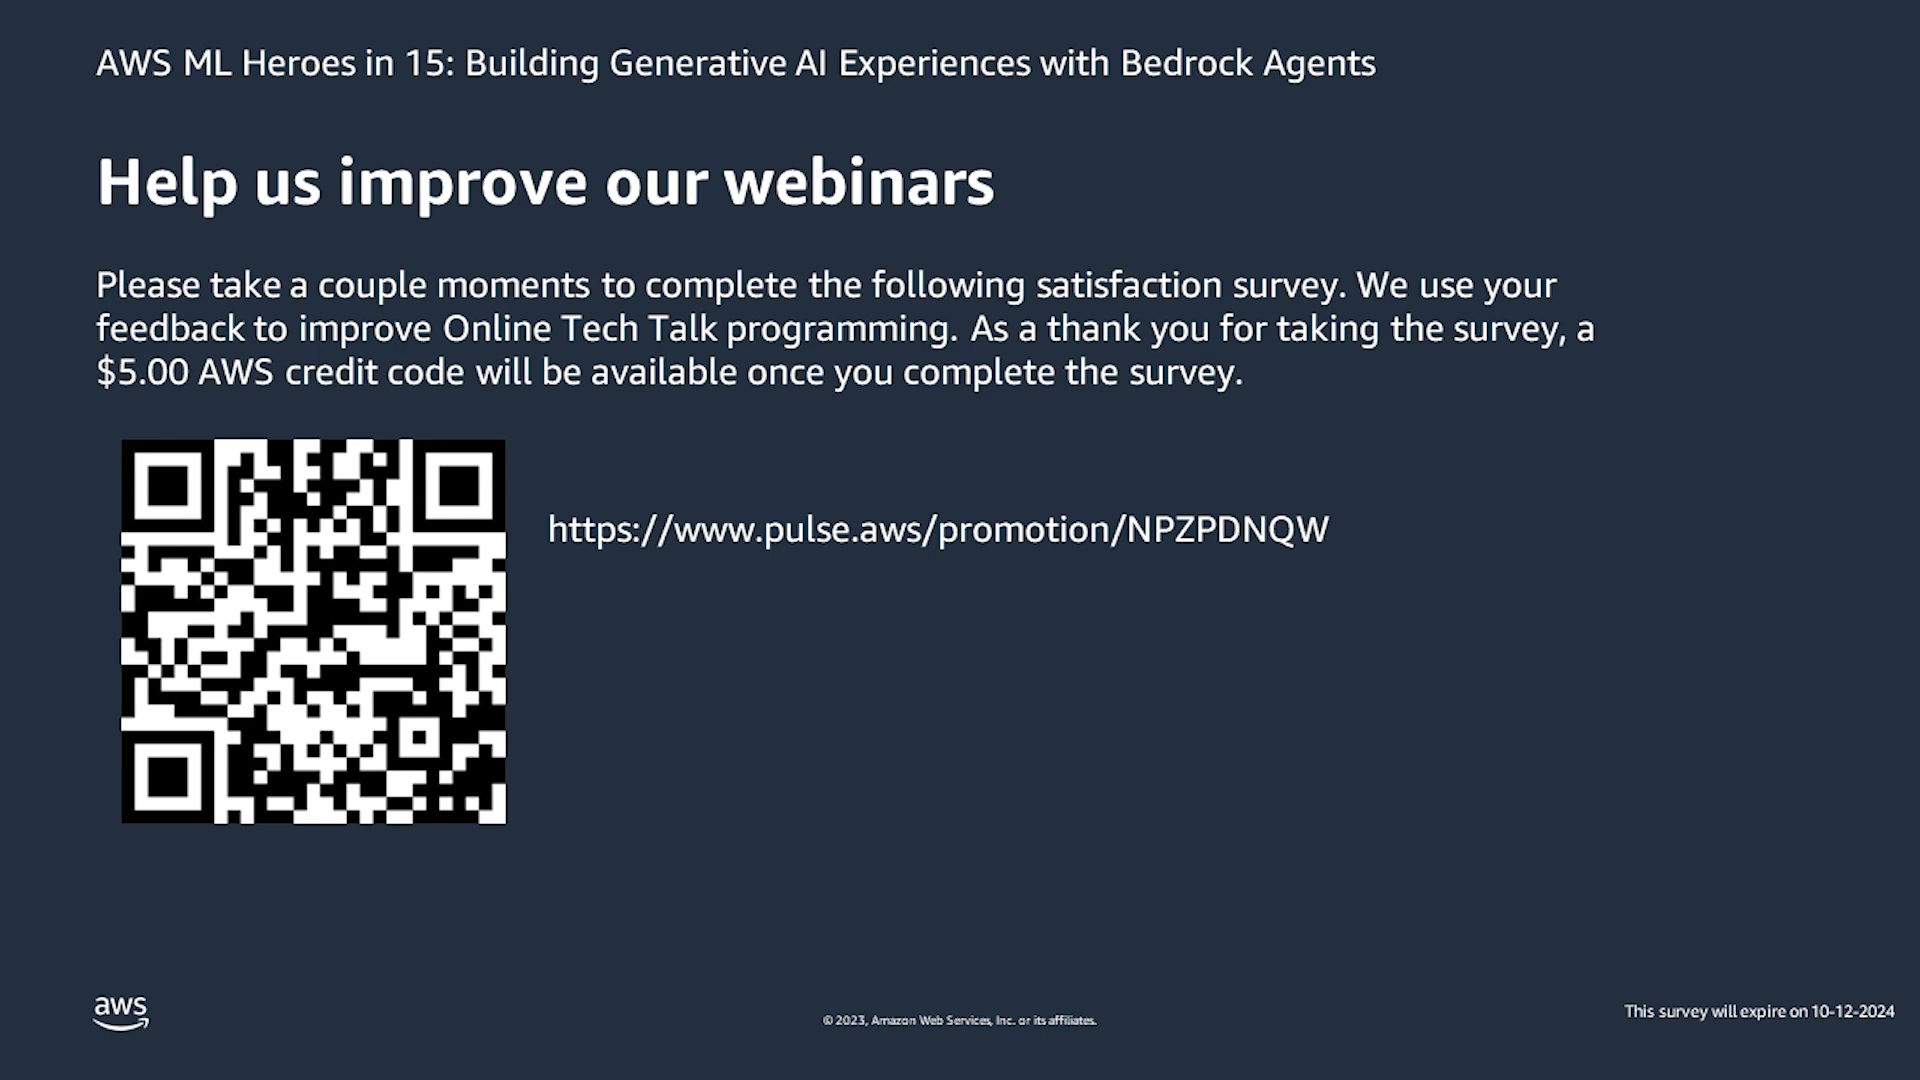 AWS ML Heroes in 15: Building Generative AI Experiences with Bedrock Agents
Help us improve our webinars
Please take a couple moments to complete the following satisfaction survey. We use your
feedback to improve Online Tech Talk programming. As a thank you for taking the survey, a
$5.00 AWS credit code will be available once you complete the survey.
https://www.pulse.aws/promotion/NPZPDNQW
aws
© 2023, Amazon Web Services, Inc. or its affiliates.
This survey will expire on 10-12-2024